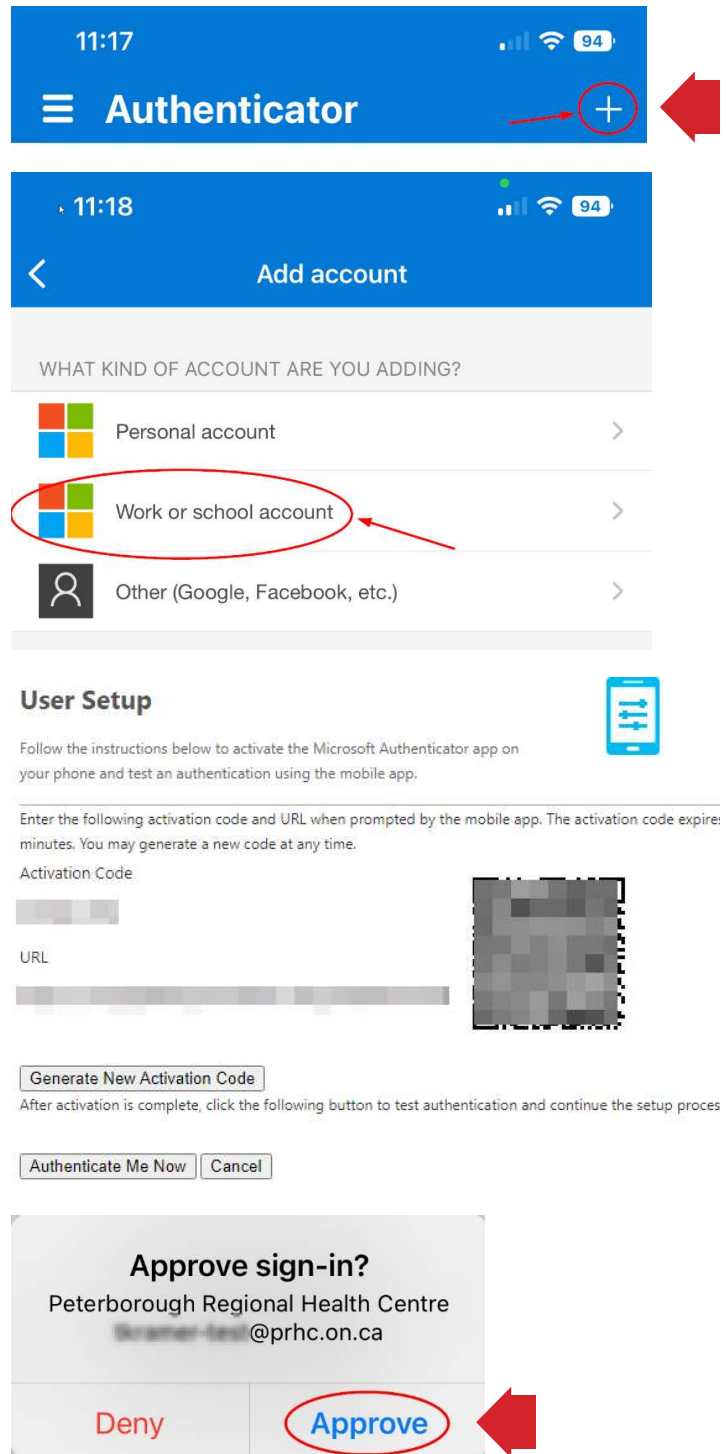 11:17
94
Authenticator
11:18
94
Add account
WHAT KIND OF ACCOUNT ARE YOU ADDING?
Personal account
Work or school account
Other (Google, Facebook, etc.)
User Setup
Follow the instructions below to activate the Microsoft Authenticator app on
your phone and test an authentication using the mobile app.
Enter the following activation code and URL when prompted by the mobile app. The activation code expires
minutes. You may generate a new code at any time.
Activation Code
URL
Generate New Activation Code
After activation is complete, click the following button to test authentication and continue the setup proces
Authenticate Me Now Cancel
Approve sign-in?
Peterborough Regional Health Centre
@prhc.on.ca
Deny Approve